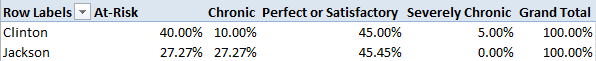 Row Labels At-Risk Chronic Perfect or Satisfactory Severely Chronic Grand Total
Clinton 40.00% 10.00% 45.00% 5.00% 100.00%
Jackson 27.27% 27.27% 45.45% 0.00% 100.00%